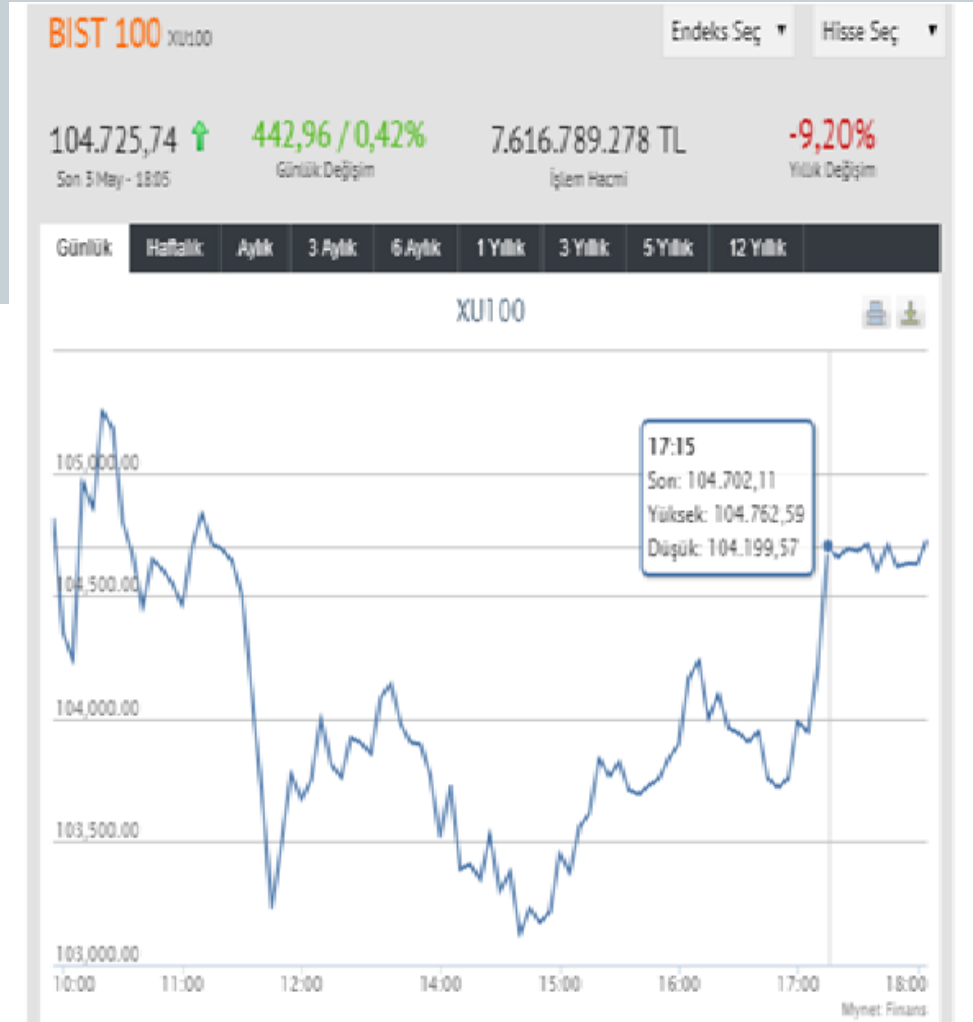 BIST 100 XU100
Endeks Seç ▼
Hisse Seç ▼
104.725,74
442,96 / 0,42%
7.616.789.278 TL
-9,20%
Son 3 May - 18:05
Günlük Değişim
İşlem Hacmi
Yıllık Değişim
Günlük Haftalık Aylık 3 Aylık 6 Aylık 1 Yıllık 3 Yıllık 5 Yıllık 12 Yıllık
XU100
105,000.00
104,500.00
104,000.00
103,500.00
103,000.00
17:15
Son: 104.702,11
Yüksek: 104.762,59
Düşük: 104.199,57
10:00 11:00 12:00 14:00 15:00 16:00 17:00 18:00
Mynet Finans